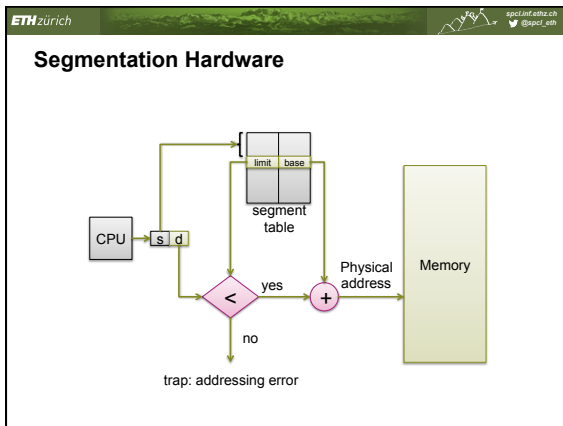 ETH zürich
spcl.inf.ethz.ch
@spcl_eth
Segmentation Hardware
limit base
segment
table
CPU
s d
<
yes
+
Physical
address
Memory
no
trap: addressing error